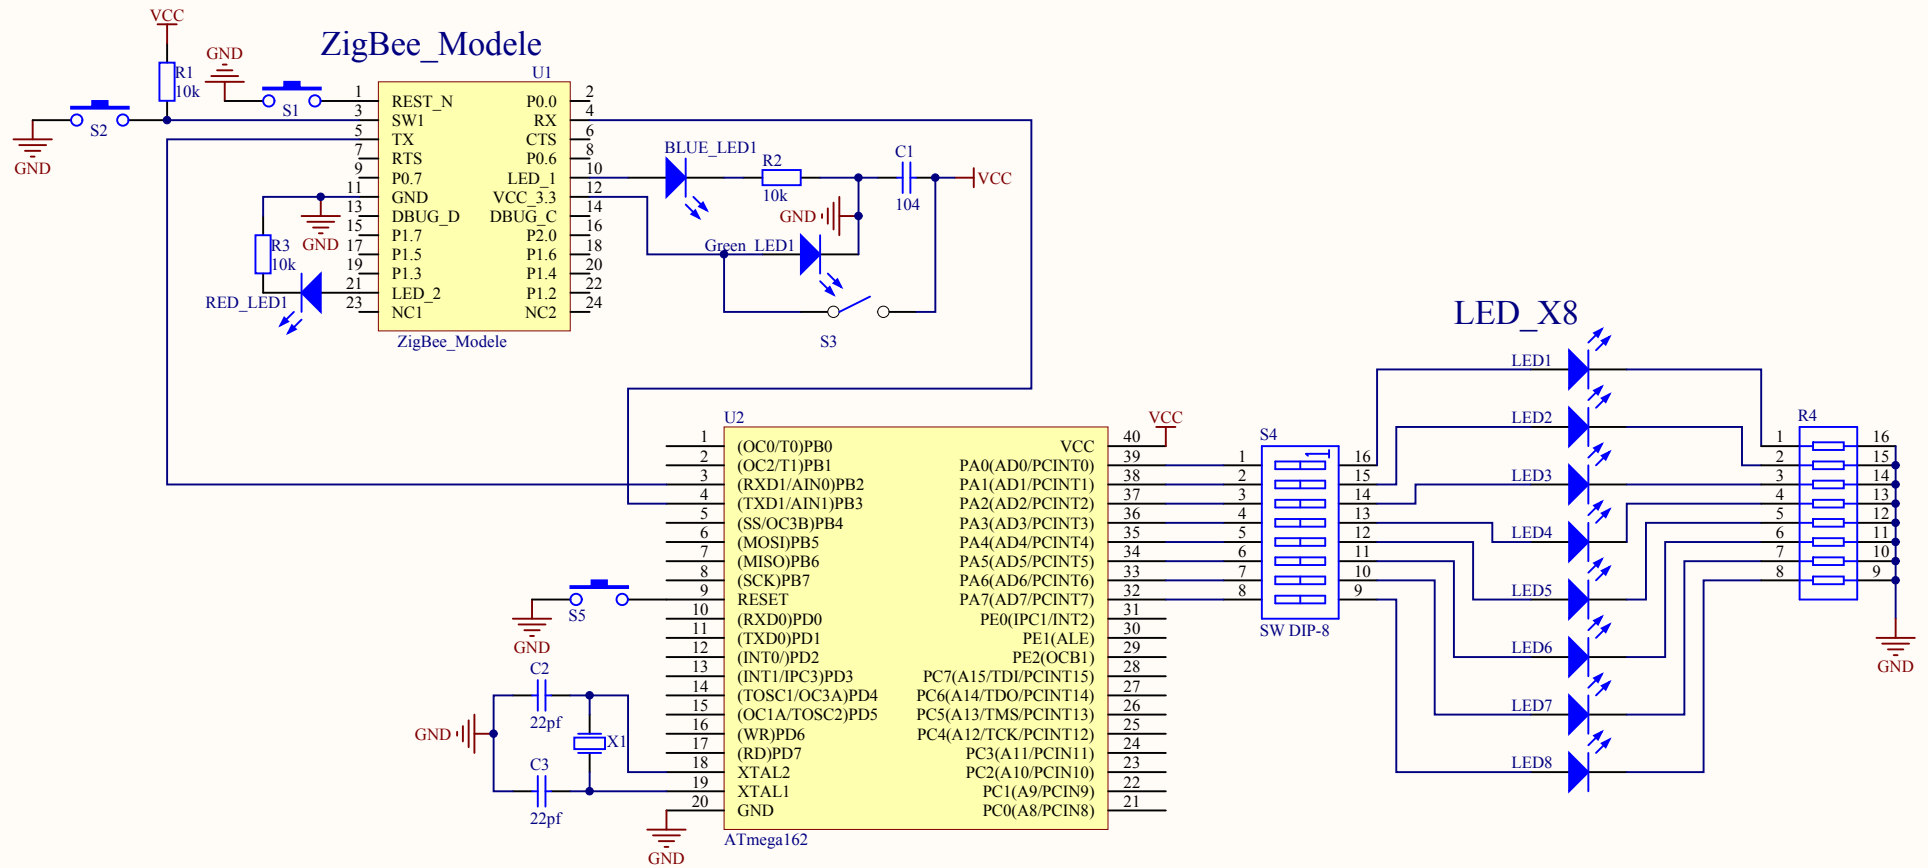 VCC
ZigBee_Modele
GND
U1
R1
10k
S1
S2
GND
1 REST_N P0.0 2
3 SW1 RX 4
5 TX CTS 6
7 RTS P0.6 8
9 P0.7 LED_1 10
11 GND VCC_3.3 12
13 DBUG_D DBUG_C 14
15 P1.7 P2.0 16
17 P1.5 P1.6 18
19 P1.3 P1.4 20
21 LED_2 P1.2 22
23 NC1 NC2 24
ZigBee_Modele
GND
R3
10k
RED_LED1
BLUE_LED1
R2
10k
C1
104
VCC
GND
Green_LED1
S3
U2
VCC
1 (OC0/T0)PB0 VCC 40
2 (OC2/T1)PB1 PA0(AD0/PCINT0) 39
3 (RXD1/AIN0)PB2 PA1(AD1/PCINT1) 38
4 (TXD1/AIN1)PB3 PA2(AD2/PCINT2) 37
5 (SS/OC3B)PB4 PA3(AD3/PCINT3) 36
6 (MOSI)PB5 PA4(AD4/PCINT4) 35
7 (MISO)PB6 PA5(AD5/PCINT5) 34
8 (SCK)PB7 PA6(AD6/PCINT6) 33
9 RESET PA7(AD7/PCINT7) 32
10 (RXD0)PD0 PE0(IPC1/INT2) 31
11 (TXD0)PD1 PE1(ALE) 30
12 (INT0/)PD2 PE2(OCB1) 29
13 (INT1/IPC3)PD3 PC7(A15/TDI/PCINT15) 28
14 (TOSC1/OC3A)PD4 PC6(A14/TDO/PCINT14) 27
15 (OC1A/TOSC2)PD5 PC5(A13/TMS/PCINT13) 26
16 (WR)PD6 PC4(A12/TCK/PCINT12) 25
17 (RD)PD7 PC3(A11/PCIN11) 24
18 XTAL2 PC2(A10/PCIN10) 23
19 XTAL1 PC1(A9/PCIN9) 22
20 GND PC0(A8/PCIN8) 21
ATmega162
S5
GND
C2
22pf
GND
X1
C3
22pf
GND
S4
1
1 16
2 15
3 14
4 13
5 12
6 11
7 10
8 9
SW DIP-8
LED_X8
LED1
LED2
LED3
LED4
LED5
LED6
LED7
LED8
R4
1 16
2 15
3 14
4 13
5 12
6 11
7 10
8 9
GND